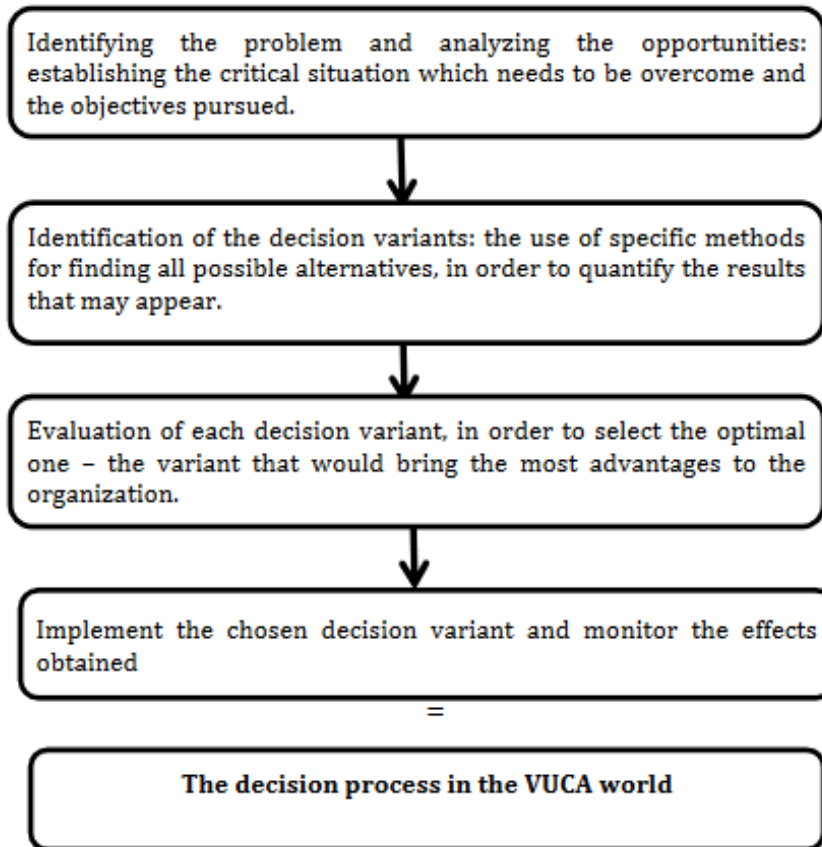 Identifying the problem and analyzing the opportunities:
establishing the critical situation which needs to be overcome and
the objectives pursued.
Identification of the decision variants: the use of specific methods
for finding all possible alternatives, in order to quantify the results
that may appear.
Evaluation of each decision variant, in order to select the optimal
one – the variant that would bring the most advantages to the
organization.
Implement the chosen decision variant and monitor the effects
obtained
=
The decision process in the VUCA world